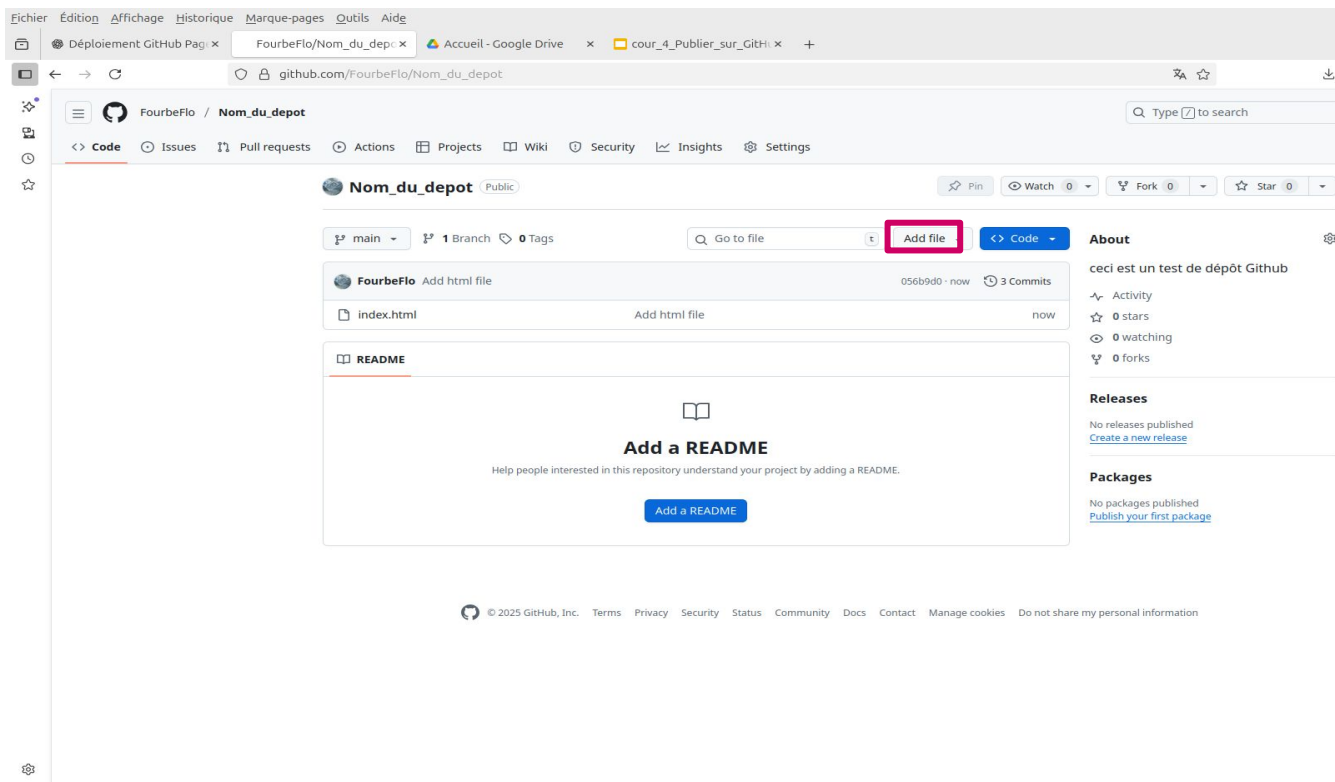 Fichier Édition Affichage Historique Marque-pages Outils Aide
Déploiement GitHub Pag FourbeFlo/Nom_du_depo Accueil - Google Drive cour_4_Publier_sur_GitHu
github.com/FourbeFlo/Nom_du_depot
FourbeFlo / Nom_du_depot Type / to search
Code Issues Pull requests Actions Projects Wiki Security Insights Settings
Nom_du_depot Public Pin Watch 0 Fork 0 Star 0
main 1 Branch 0 Tags Go to file t Add file Code About
ceci est un test de dépôt Github
FourbeFlo Add html file 056b9d0 · now 3 Commits
Activity
index.html Add html file now
0 stars
0 watching
README
0 forks
Releases
No releases published
Create a new release
Add a README
Help people interested in this repository understand your project by adding a README.
Packages
No packages published
Add a README
Publish your first package
© 2025 GitHub, Inc. Terms Privacy Security Status Community Docs Contact Manage cookies Do not share my personal information